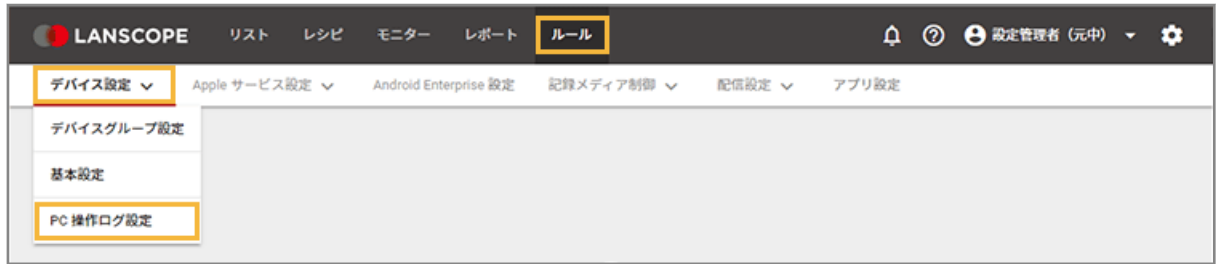 LANSCOPE リスト レシピ モニター レポート ルール 設定管理者（元中）
デバイス設定 Apple サービス設定 Android Enterprise 設定 記録メディア制御 配信設定 アプリ設定
デバイスグループ設定
基本設定
PC 操作ログ設定